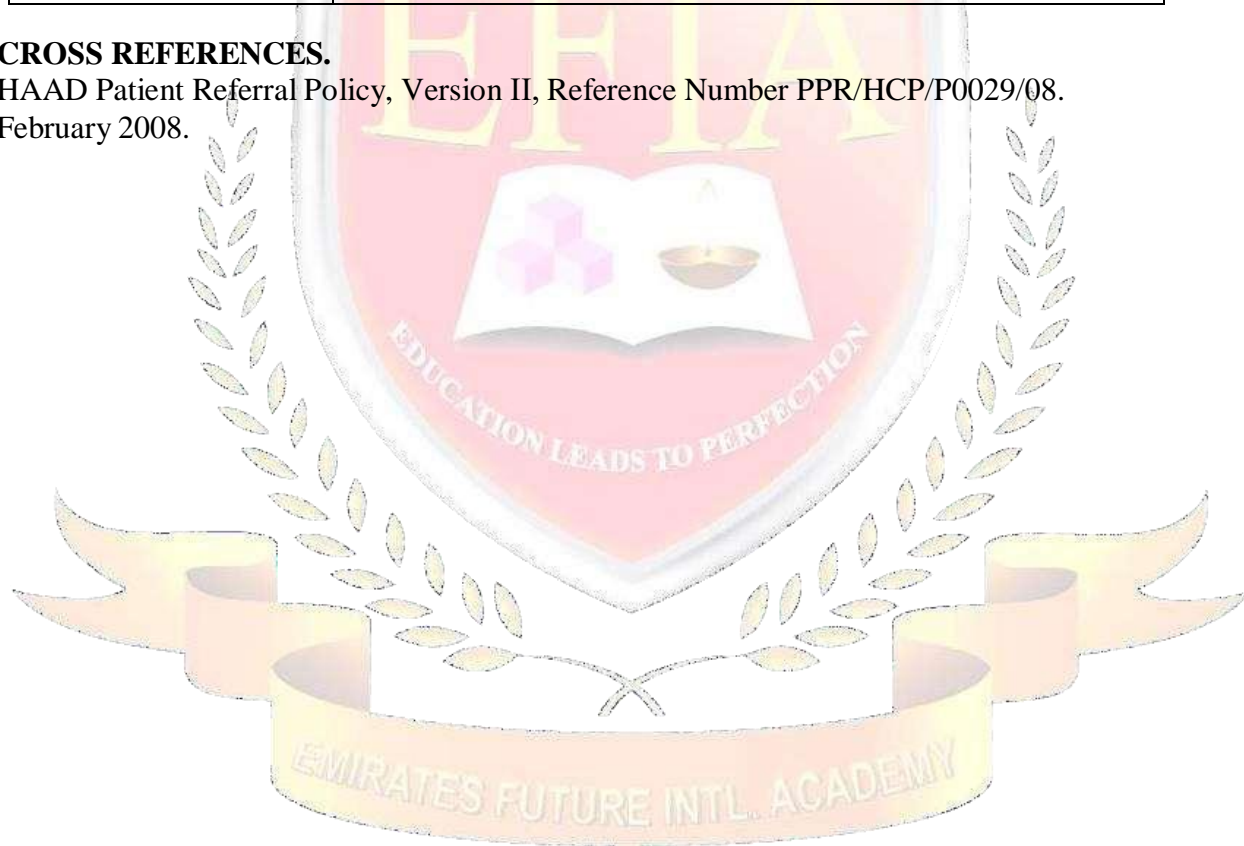 CROSS REFERENCES.
HAAD Patient Referral Policy, Version II, Reference Number PPR/HCP/P0029/08.
February 2008.
EFIA
EDUCATION LEADS TO PERFECTION
EMIRATES FUTURE INTL. ACADEMY